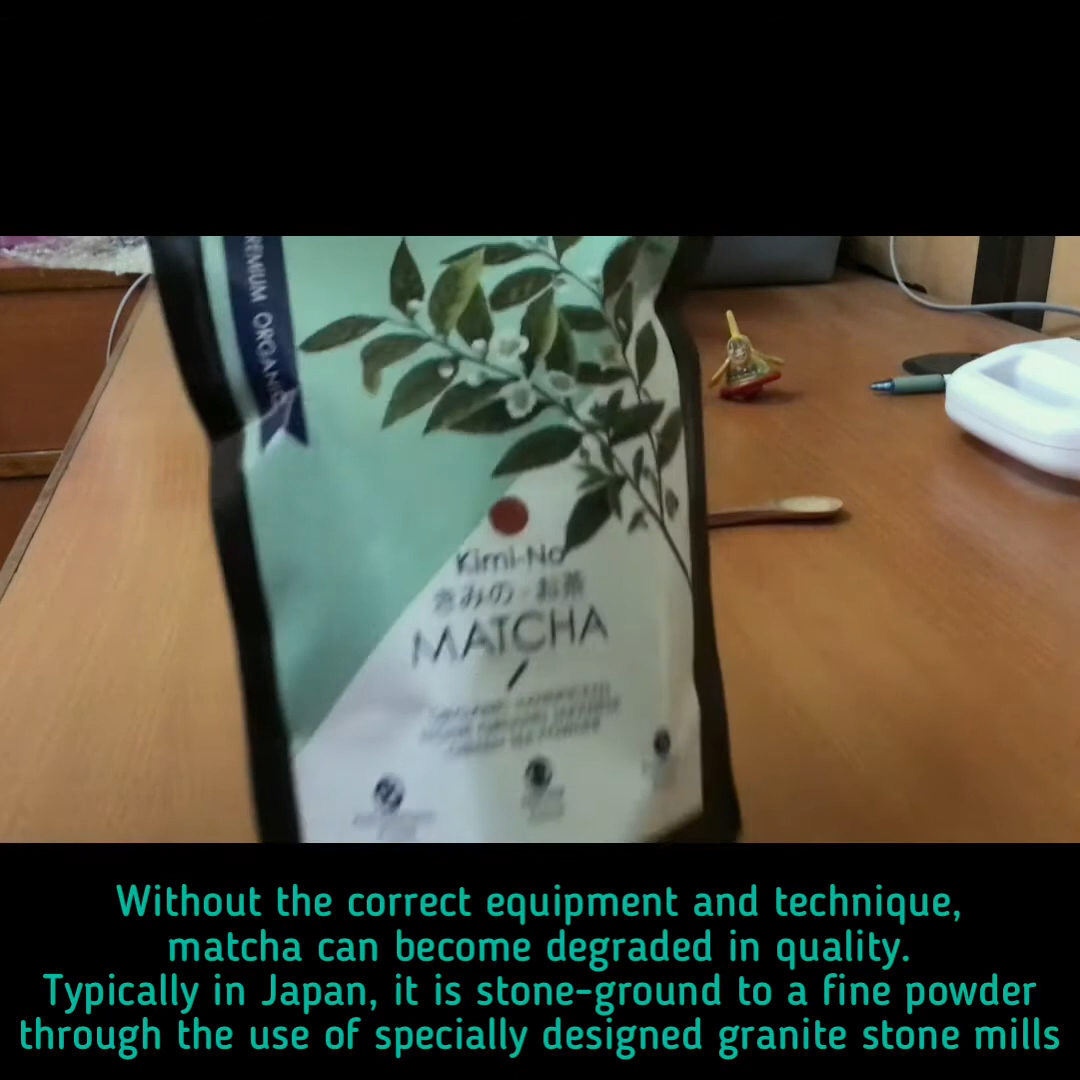 PREMIUM ORGANIC
Kimi-No
きみの・お茶
MATCHA
Without the correct equipment and technique,
matcha can become degraded in quality.
Typically in Japan, it is stone-ground to a fine powder
through the use of specially designed granite stone mills